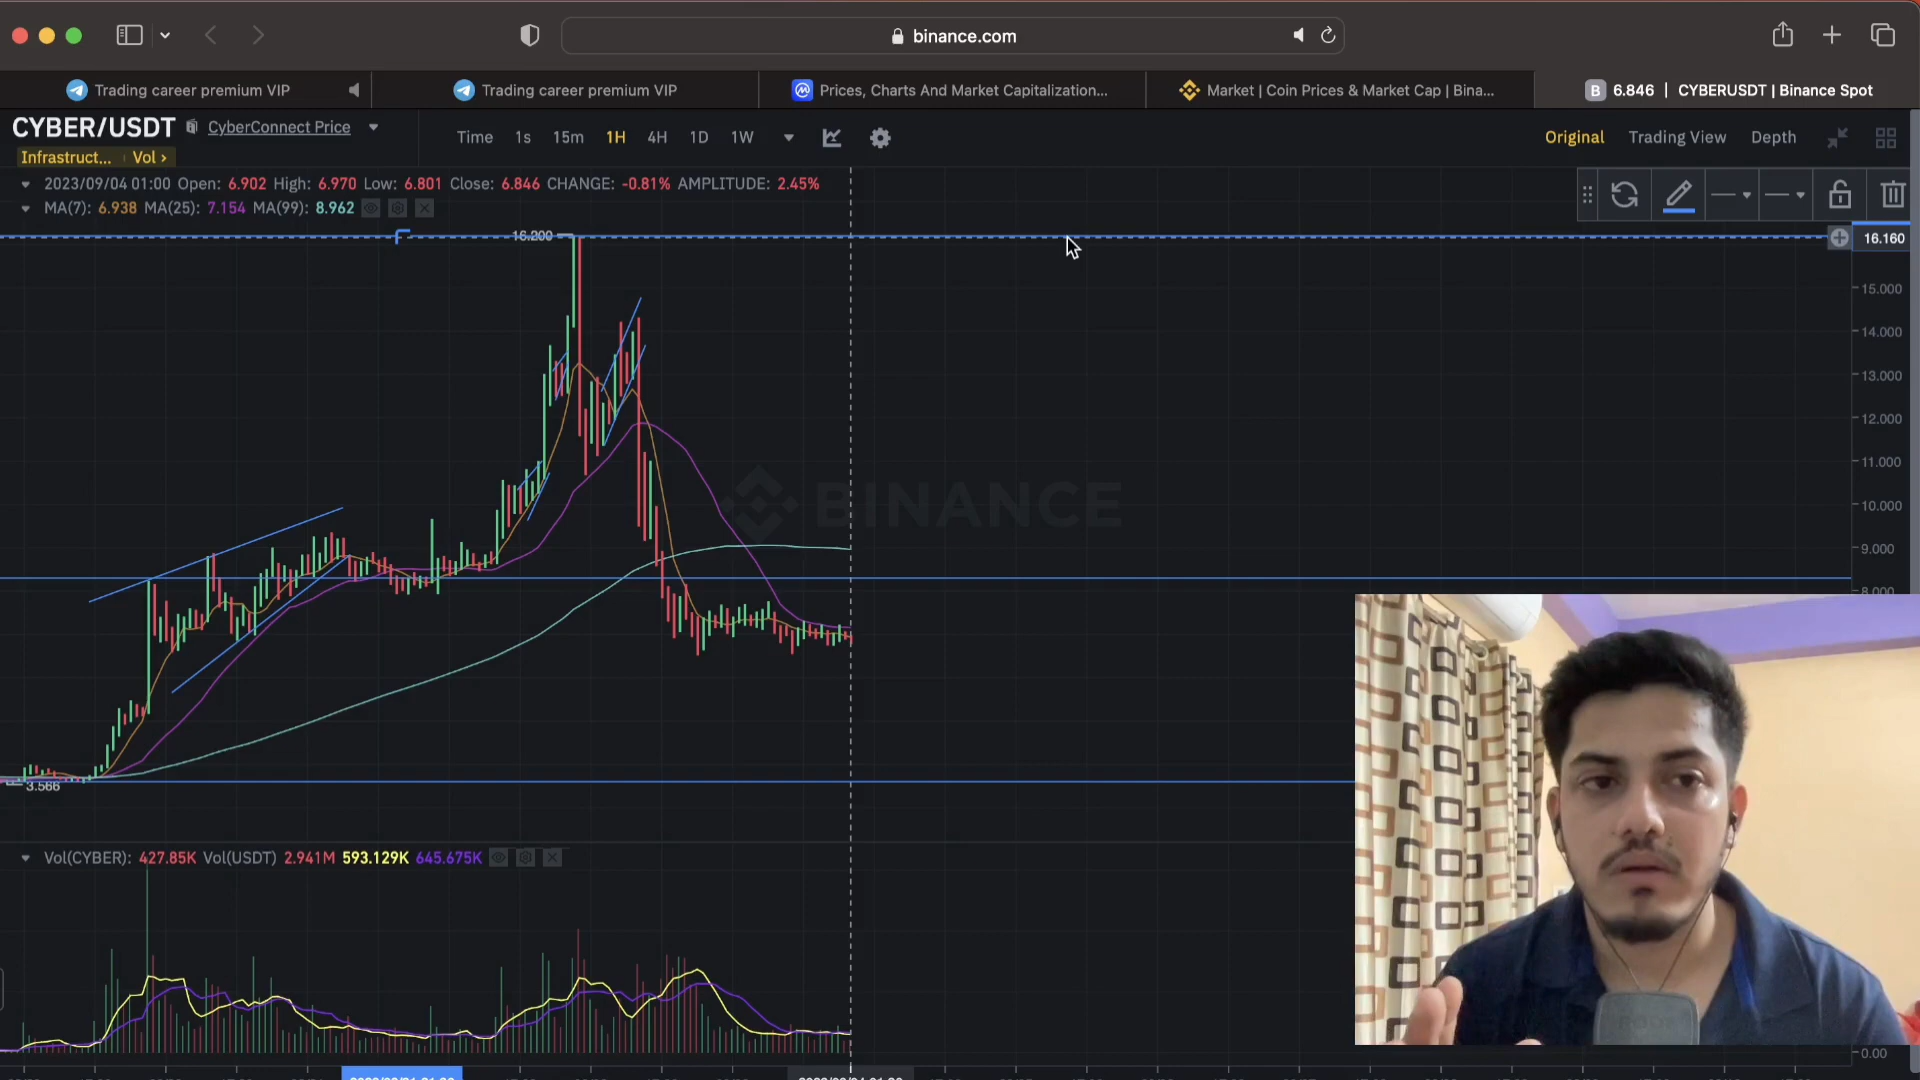 binance.com
Trading career premium VIP
Trading career premium VIP
Prices, Charts And Market Capitalization...
Market | Coin Prices & Market Cap | Bina...
B 6.846 | CYBERUSDT | Binance Spot
CYBER/USDT CyberConnect Price
Infrastruct... Vol ›
Time 1s 15m 1H 4H 1D 1W
Original Trading View Depth
2023/09/04 01:00 Open: 6.902 High: 6.970 Low: 6.801 Close: 6.846 CHANGE: -0.81% AMPLITUDE: 2.45%
MA(7): 6.938 MA(25): 7.154 MA(99): 8.962
16.200
16.160
15.000
14.000
13.000
12.000
11.000
10.000
9.000
8.000
BINANCE
3.566
Vol(CYBER): 427.85K Vol(USDT) 2.941M 593.129K 645.675K
0.00